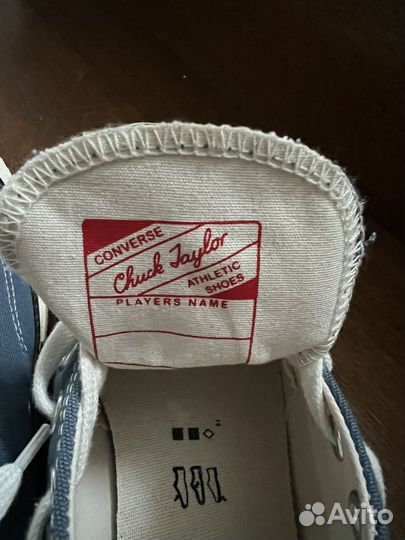 CONVERSE
Chuck Taylor
ATHLETIC
SHOES
PLAYERS NAME
Avito